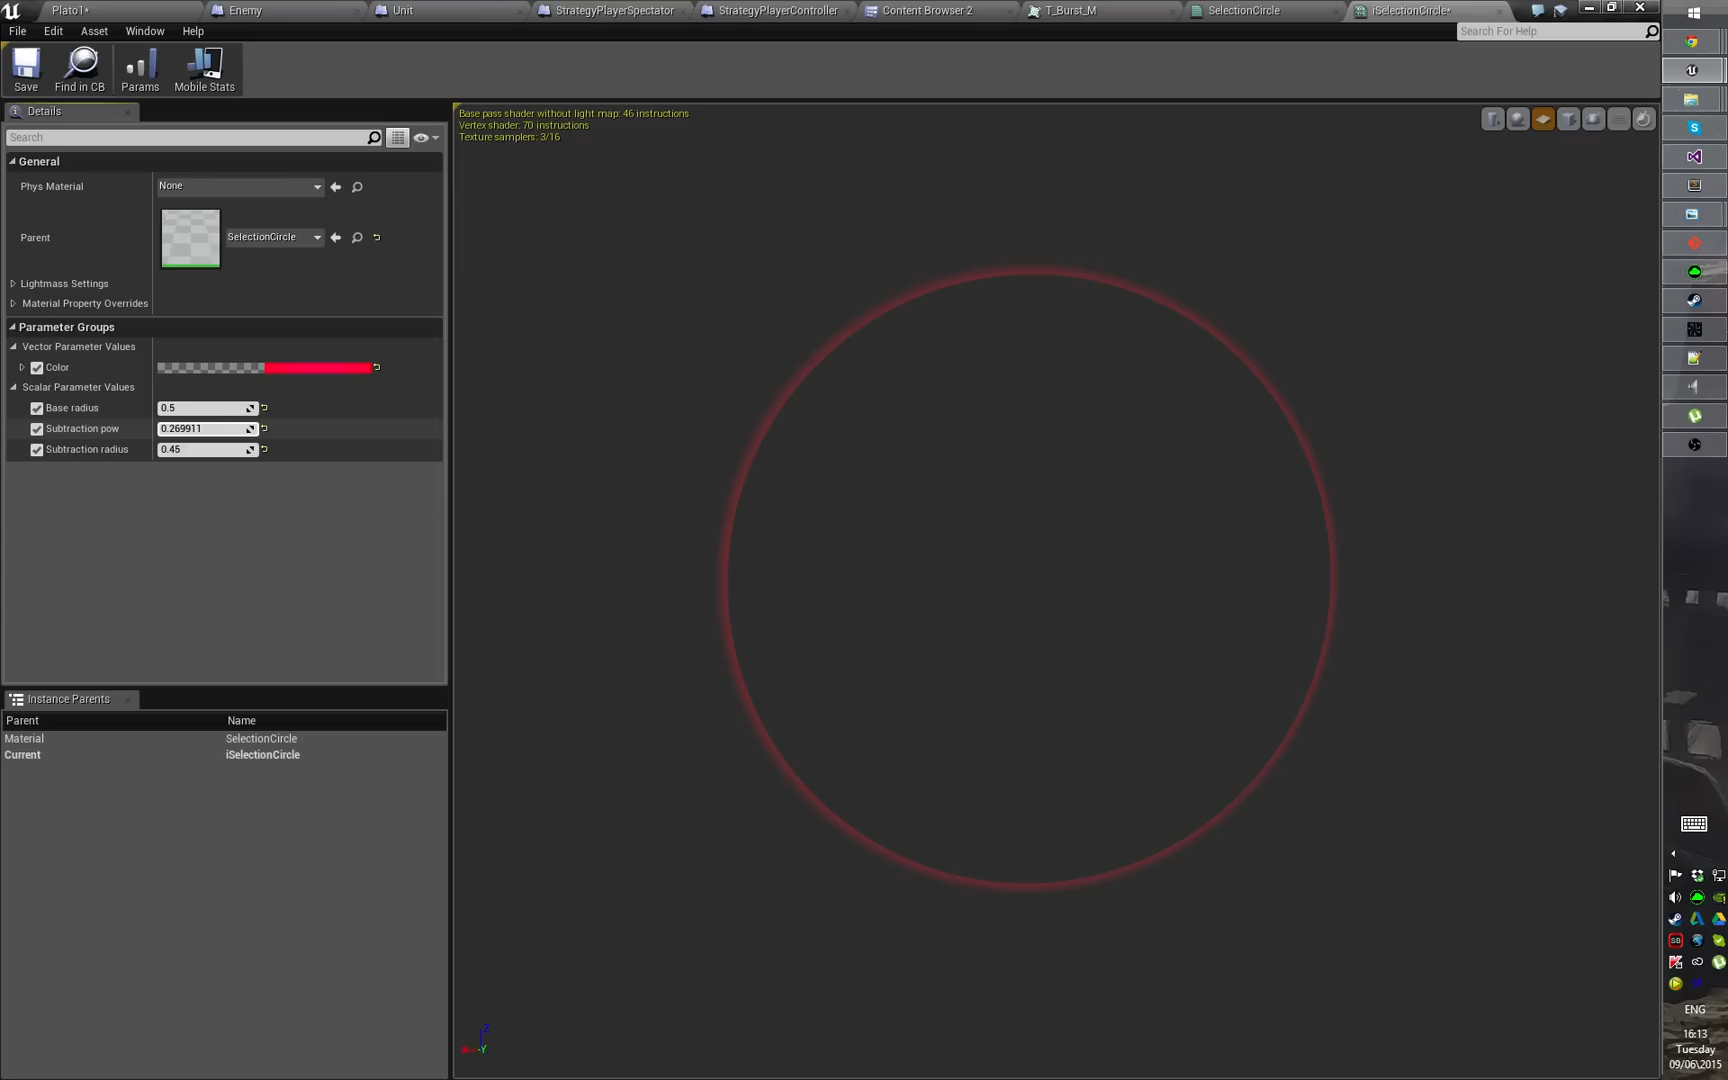 Plato1*
Enemy
Unit
StrategyPlayerSpectator
StrategyPlayerController
Content Browser 2
T_Burst_M
SelectionCircle
iSelectionCircle*
File Edit Asset Window Help
Search For Help
Save
Find in CB
Params
Mobile Stats
Details
Search
General
Phys Material None
Parent SelectionCircle
Lightmass Settings
Material Property Overrides
Parameter Groups
Vector Parameter Values
Color
Scalar Parameter Values
Base radius 0.5
Subtraction pow 0.269911
Subtraction radius 0.45
Instance Parents
Parent Name
Material SelectionCircle
Current iSelectionCircle
Base pass shader without light map: 46 instructions
Vertex shader: 70 instructions
Texture samplers: 3/16
Z
X
Y
SB
ENG
16:13
Tuesday
09/06\2015